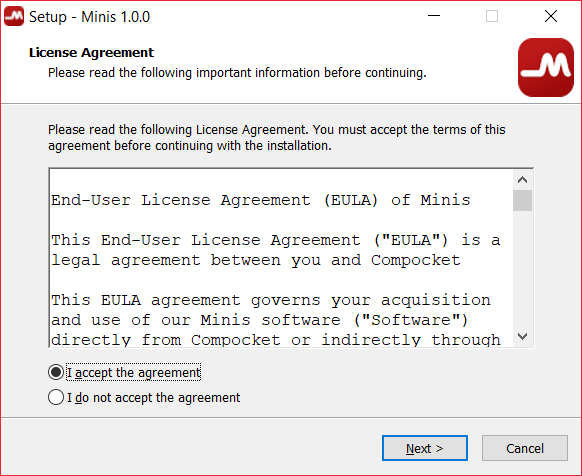 Setup - Minis 1.0.0
License Agreement
Please read the following important information before continuing.
Please read the following License Agreement. You must accept the terms of this
agreement before continuing with the installation.
End-User License Agreement (EULA) of Minis
This End-User License Agreement ("EULA") is a
legal agreement between you and Compocket
This EULA agreement governs your acquisition
and use of our Minis software ("Software")
directly from Compocket or indirectly through
I accept the agreement
I do not accept the agreement
Next >
Cancel